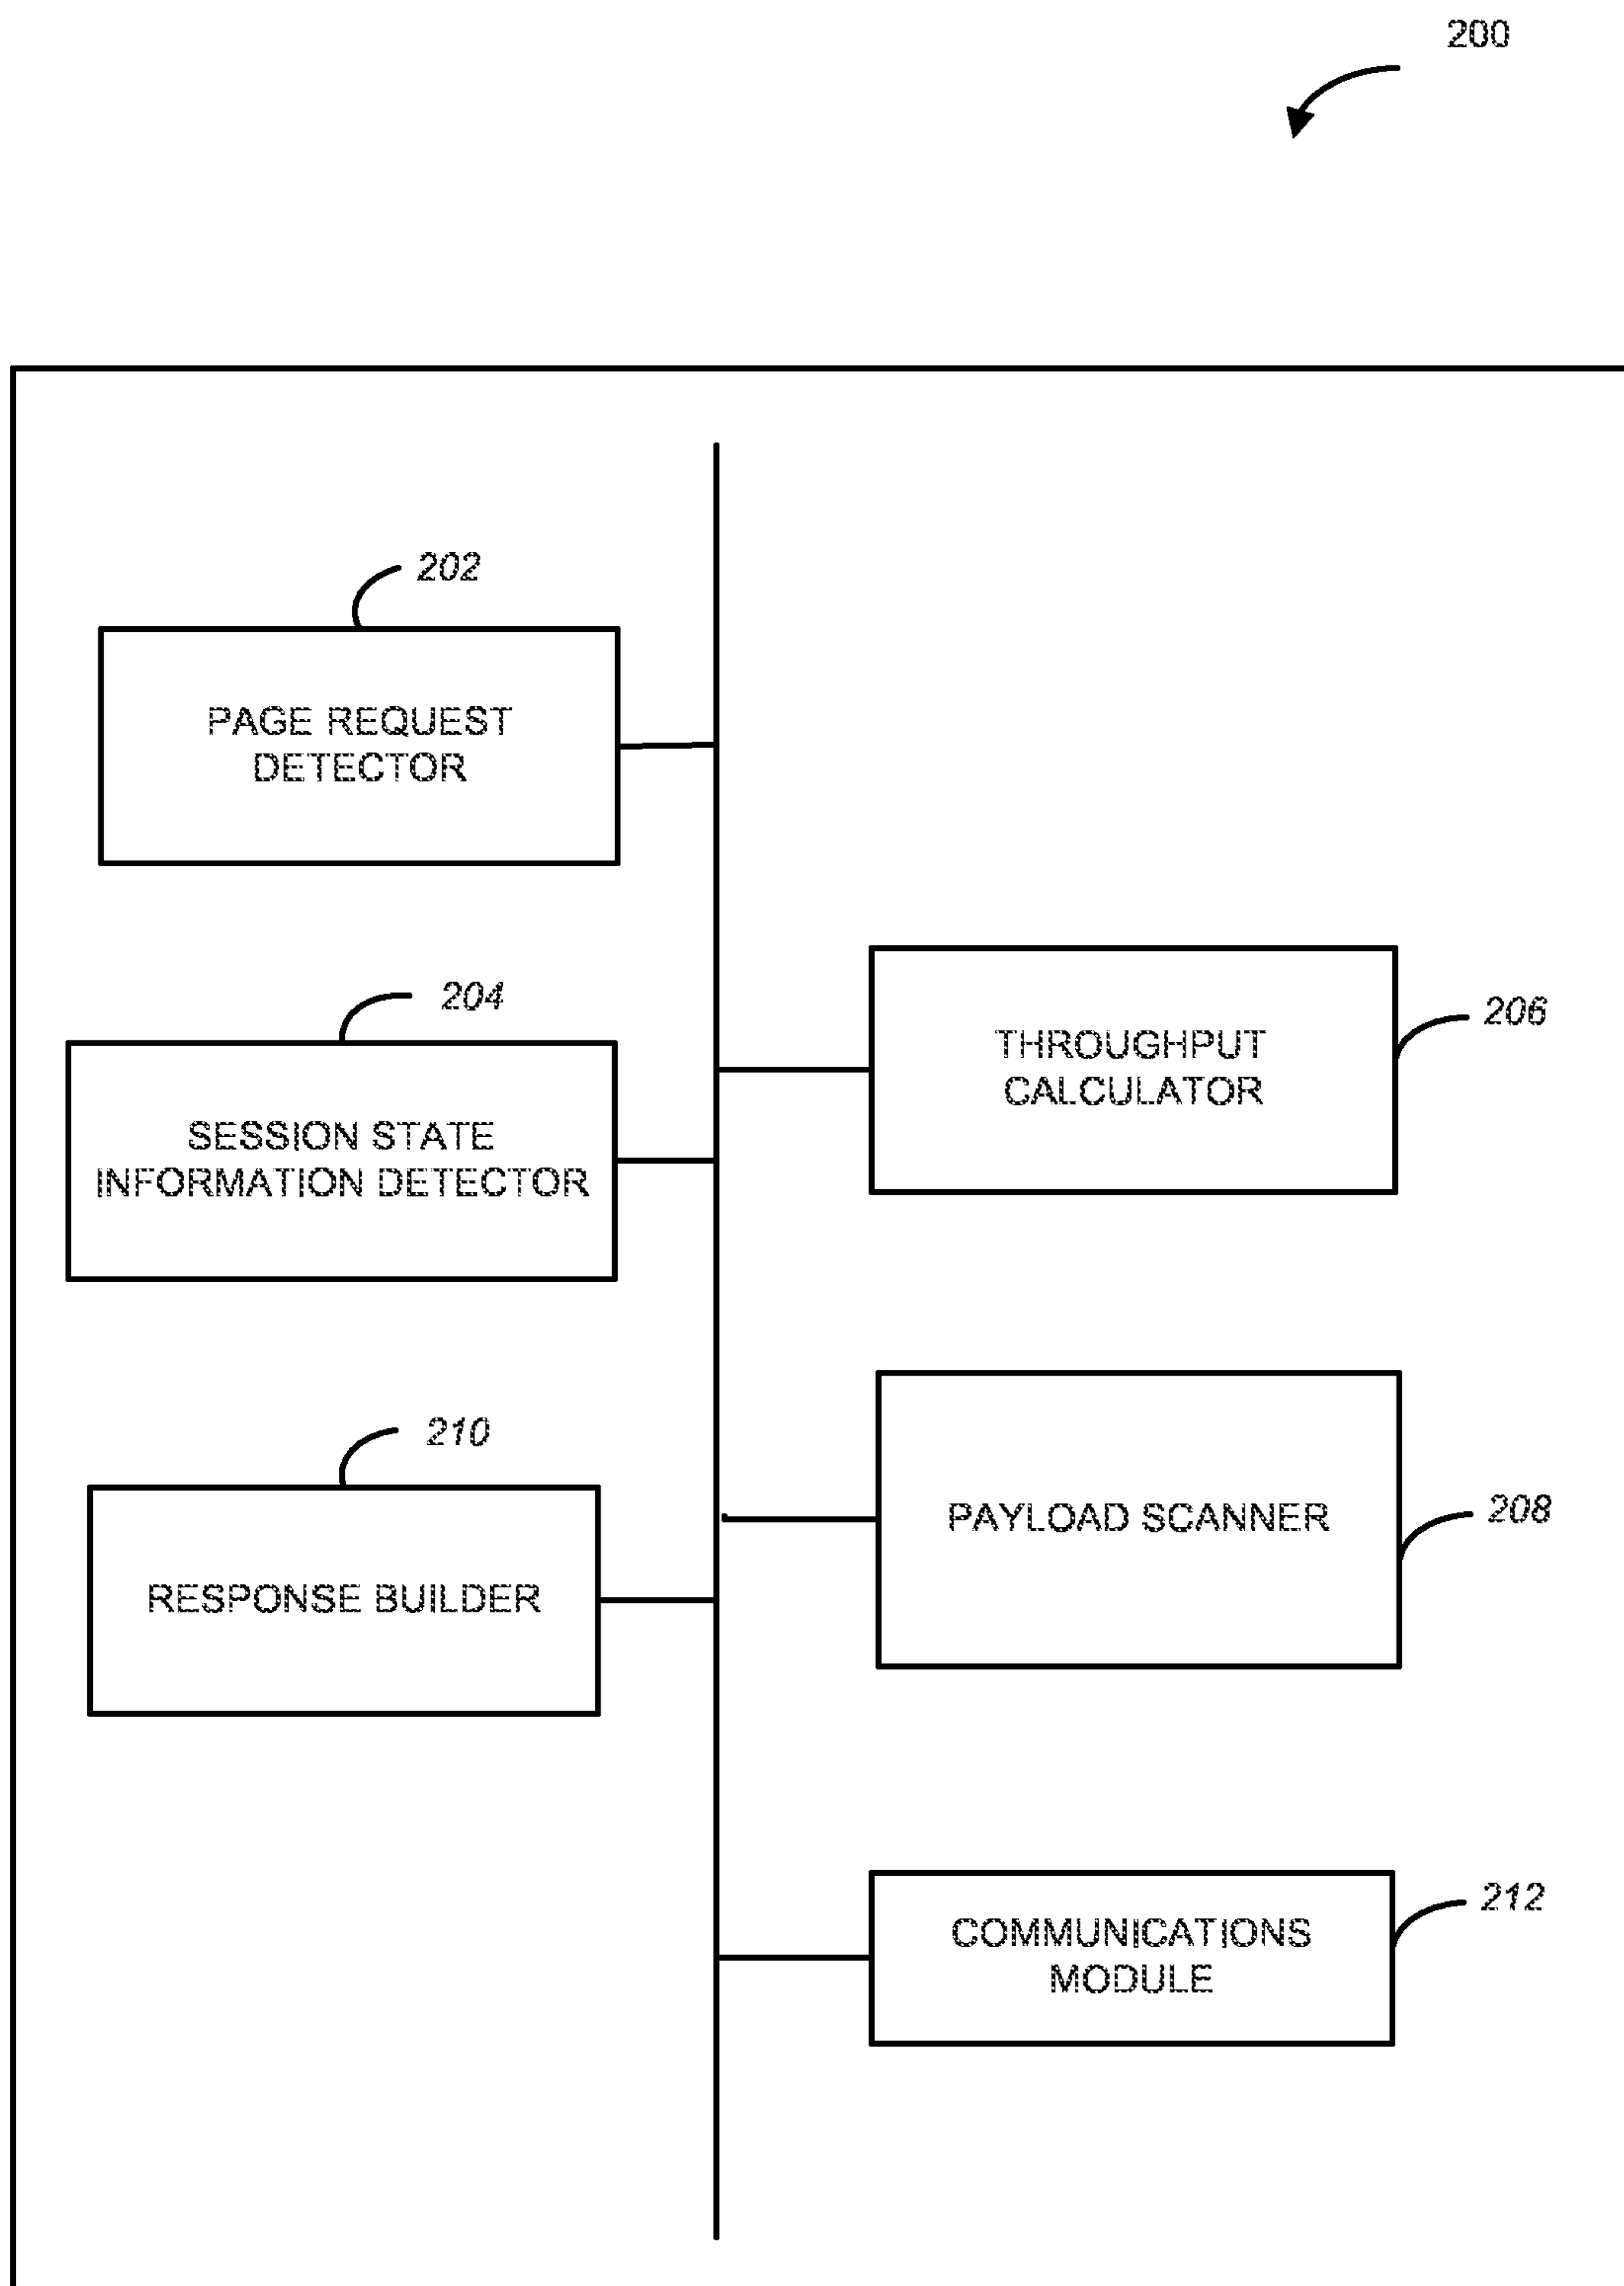 200
202
PAGE REQUEST
DETECTOR
204
SESSION STATE
INFORMATION DETECTOR
206
THROUGHPUT
CALCULATOR
210
RESPONSE BUILDER
208
PAYLOAD SCANNER
212
COMMUNICATIONS
MODULE